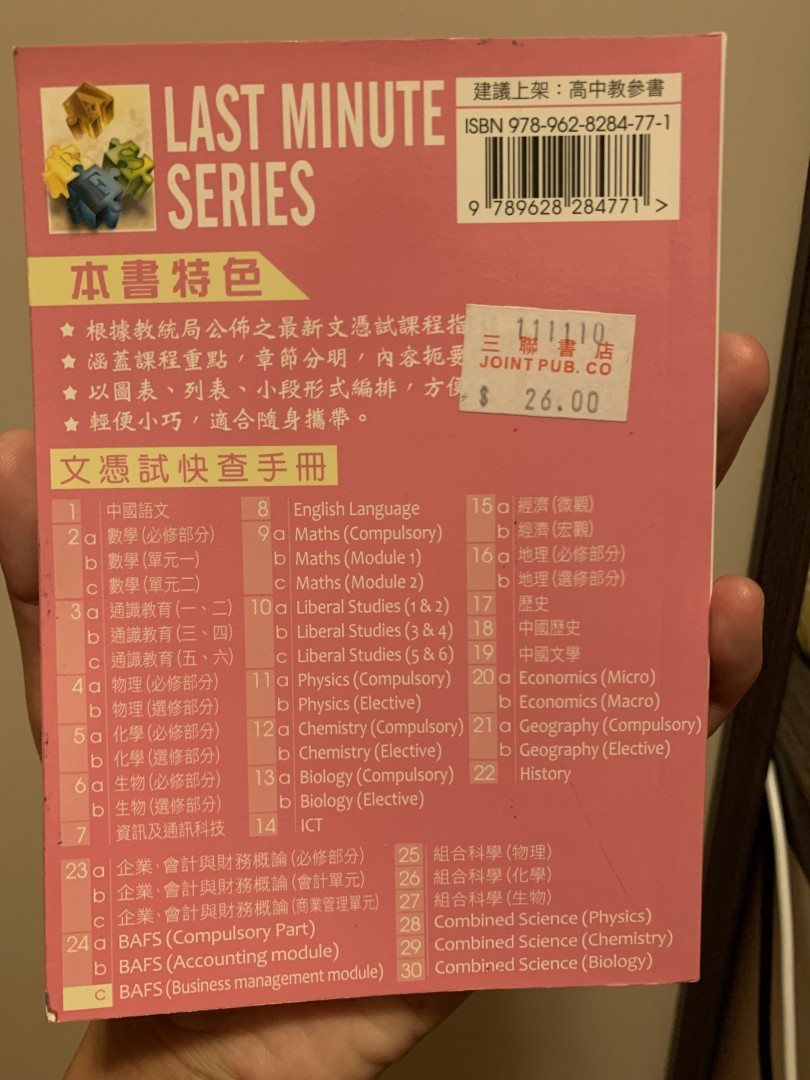 LAST MINUTE
SERIES
建議上架：高中教參書
ISBN 978-962-8284-77-1
9 789628 284771 >
本書特色
★ 根據教統局公佈之最新文憑試課程指
★ 涵蓋課程重點，章節分明，內容扼要
★ 以圖表、列表、小段形式編排，方便
★ 輕便小巧，適合隨身攜帶。
111110
三聯書店
JOINT PUB. CO
$ 26.00
文憑試快查手冊
1 中國語文
2 a 數學(必修部分)
b 數學(單元一)
c 數學(單元二)
3 a 通識教育(一、二)
b 通識教育(三、四)
c 通識教育(五、六)
4 a 物理(必修部分)
b 物理(選修部分)
5 a 化學(必修部分)
b 化學(選修部分)
6 a 生物(必修部分)
b 生物(選修部分)
7 資訊及通訊科技
8 English Language
9 a Maths (Compulsory)
b Maths (Module 1)
c Maths (Module 2)
10 a Liberal Studies (1 & 2)
b Liberal Studies (3 & 4)
c Liberal Studies (5 & 6)
11 a Physics (Compulsory)
b Physics (Elective)
12 a Chemistry (Compulsory)
b Chemistry (Elective)
13 a Biology (Compulsory)
b Biology (Elective)
14 ICT
15 a 經濟(微觀)
b 經濟(宏觀)
16 a 地理(必修部分)
b 地理(選修部分)
17 歷史
18 中國歷史
19 中國文學
20 a Economics (Micro)
b Economics (Macro)
21 a Geography (Compulsory)
b Geography (Elective)
22 History
23 a 企業、會計與財務概論(必修部分)
b 企業、會計與財務概論(會計單元)
c 企業、會計與財務概論(商業管理單元)
24 a BAFS (Compulsory Part)
b BAFS (Accounting module)
c BAFS (Business management module)
25 組合科學(物理)
26 組合科學(化學)
27 組合科學(生物)
28 Combined Science (Physics)
29 Combined Science (Chemistry)
30 Combined Science (Biology)